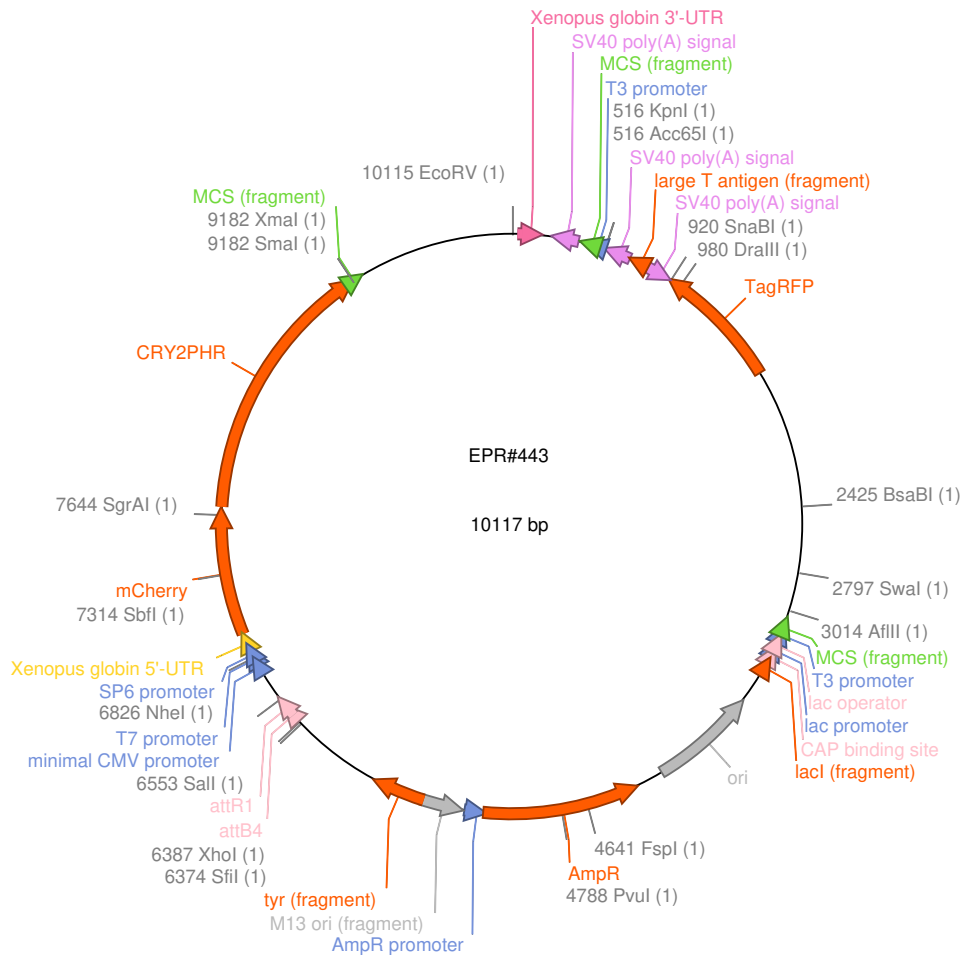 Xenopus globin 3'-UTR
SV40 poly(A) signal
MCS (fragment)
T3 promoter
516 KpnI (1)
516 Acc65I (1)
SV40 poly(A) signal
large T antigen (fragment)
SV40 poly(A) signal
920 SnaBI (1)
980 DraIII (1)
TagRFP
10115 EcoRV (1)
MCS (fragment)
9182 XmaI (1)
9182 SmaI (1)
CRY2PHR
EPR#443
10117 bp
2425 BsaBI (1)
7644 SgrAI (1)
2797 SwaI (1)
mCherry
7314 SbfI (1)
3014 AflII (1)
MCS (fragment)
T3 promoter
lac operator
lac promoter
CAP binding site
lacI (fragment)
Xenopus globin 5'-UTR
SP6 promoter
6826 NheI (1)
T7 promoter
minimal CMV promoter
6553 SalI (1)
attR1
attB4
6387 XhoI (1)
6374 SfiI (1)
ori
4641 FspI (1)
AmpR
4788 PvuI (1)
tyr (fragment)
M13 ori (fragment)
AmpR promoter